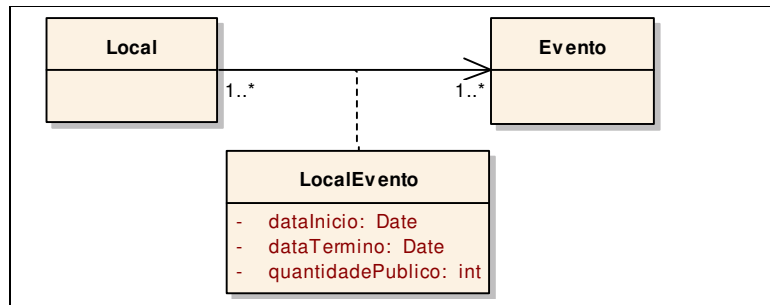 Local
Evento
1..*
1..*
LocalEvento
- dataInicio: Date
- dataTermino: Date
- quantidadePublico: int